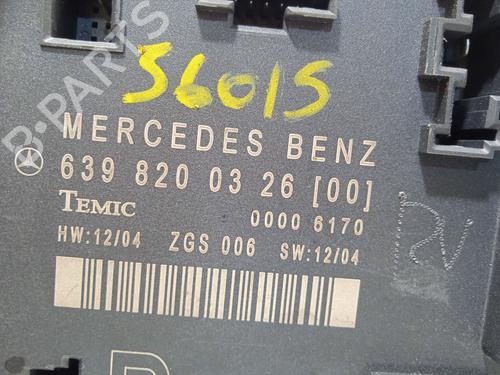 B-PARTS
56015
MERCEDES BENZ
639 820 03 26 [00]
TEMIC
0000 6170
HW:12/04 ZGS 006 SW:12/04
R